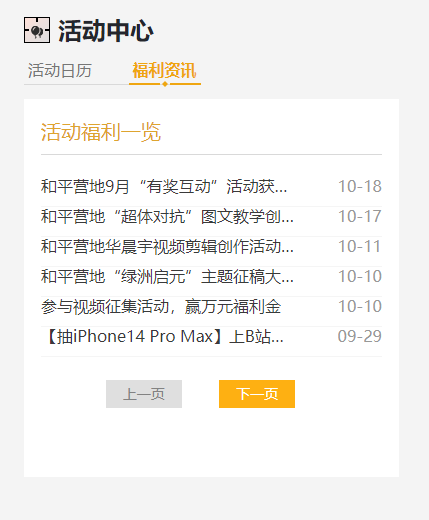 活动中心
活动日历 福利资讯
活动福利一览
和平营地9月“有奖互动”活动获... 10-18
和平营地“超体对抗”图文教学创... 10-17
和平营地华晨宇视频剪辑创作活动... 10-11
和平营地“绿洲启元”主题征稿大... 10-10
参与视频征集活动，赢万元福利金 10-10
【抽iPhone14 Pro Max】上B站... 09-29
上一页 下一页